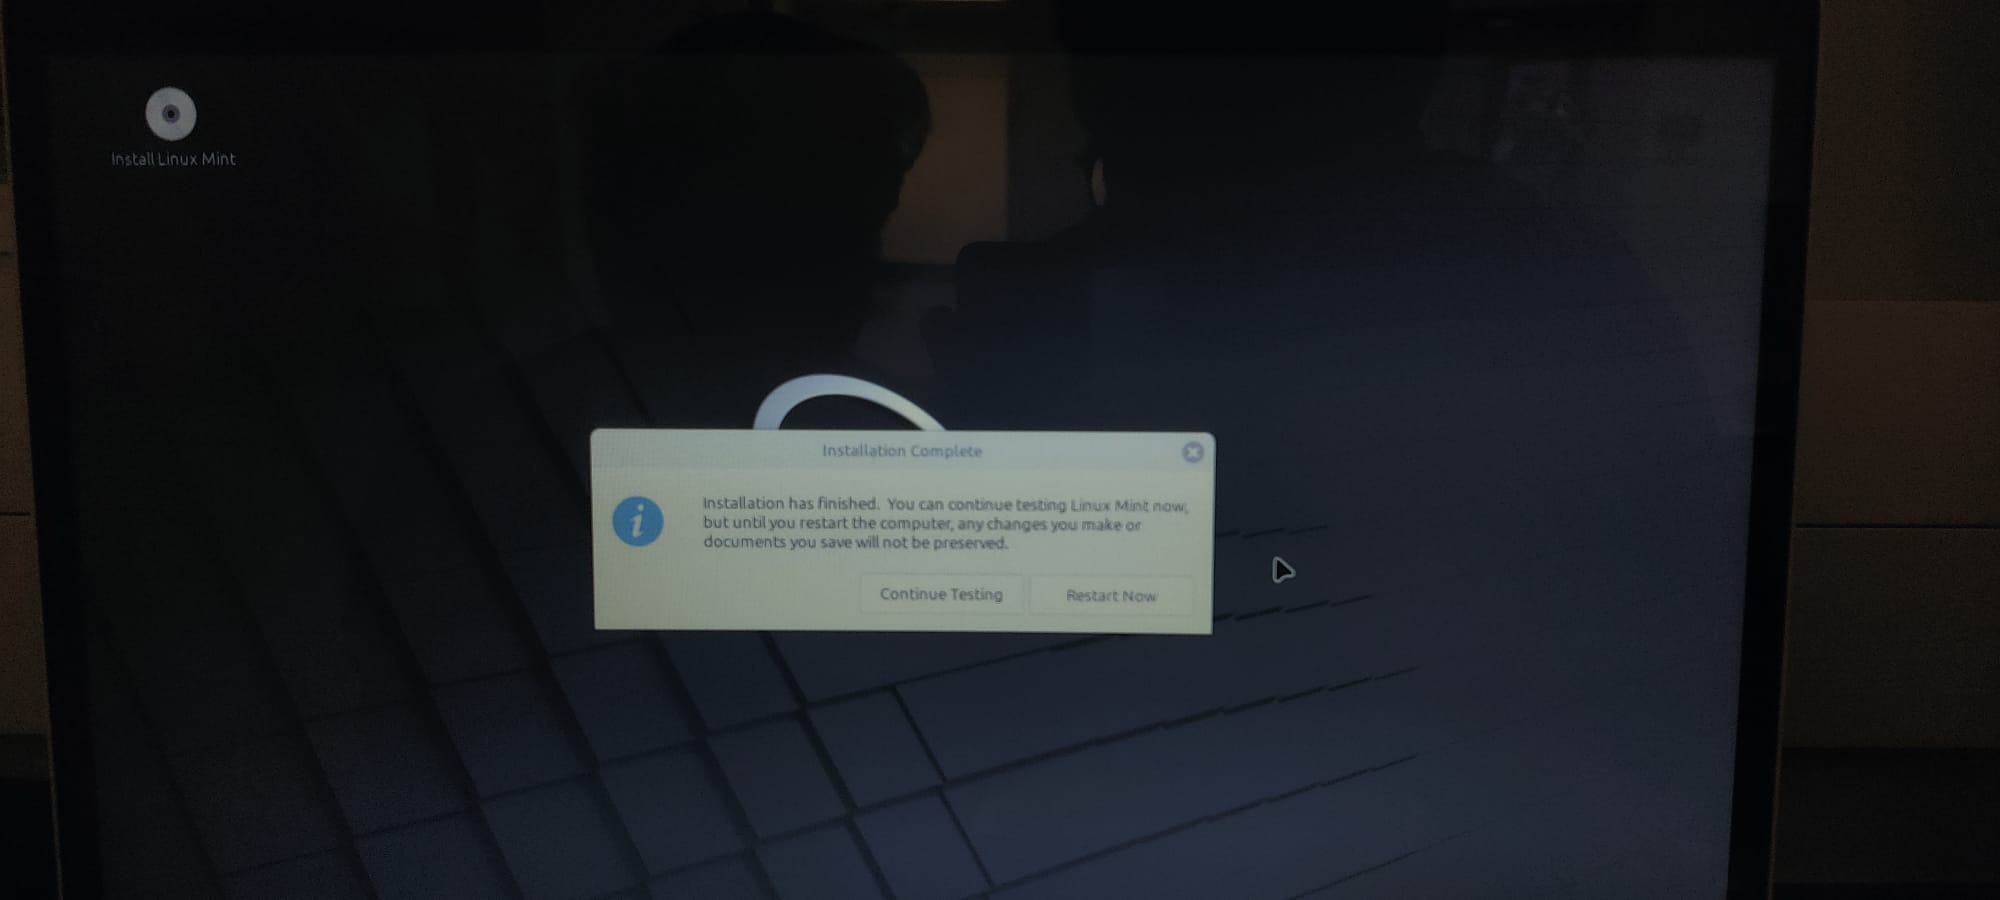 Install Linux Mint
Installation Complete
Installation has finished. You can continue testing Linux Mint now,
but until you restart the computer, any changes you make or
documents you save will not be preserved.
Continue Testing
Restart Now